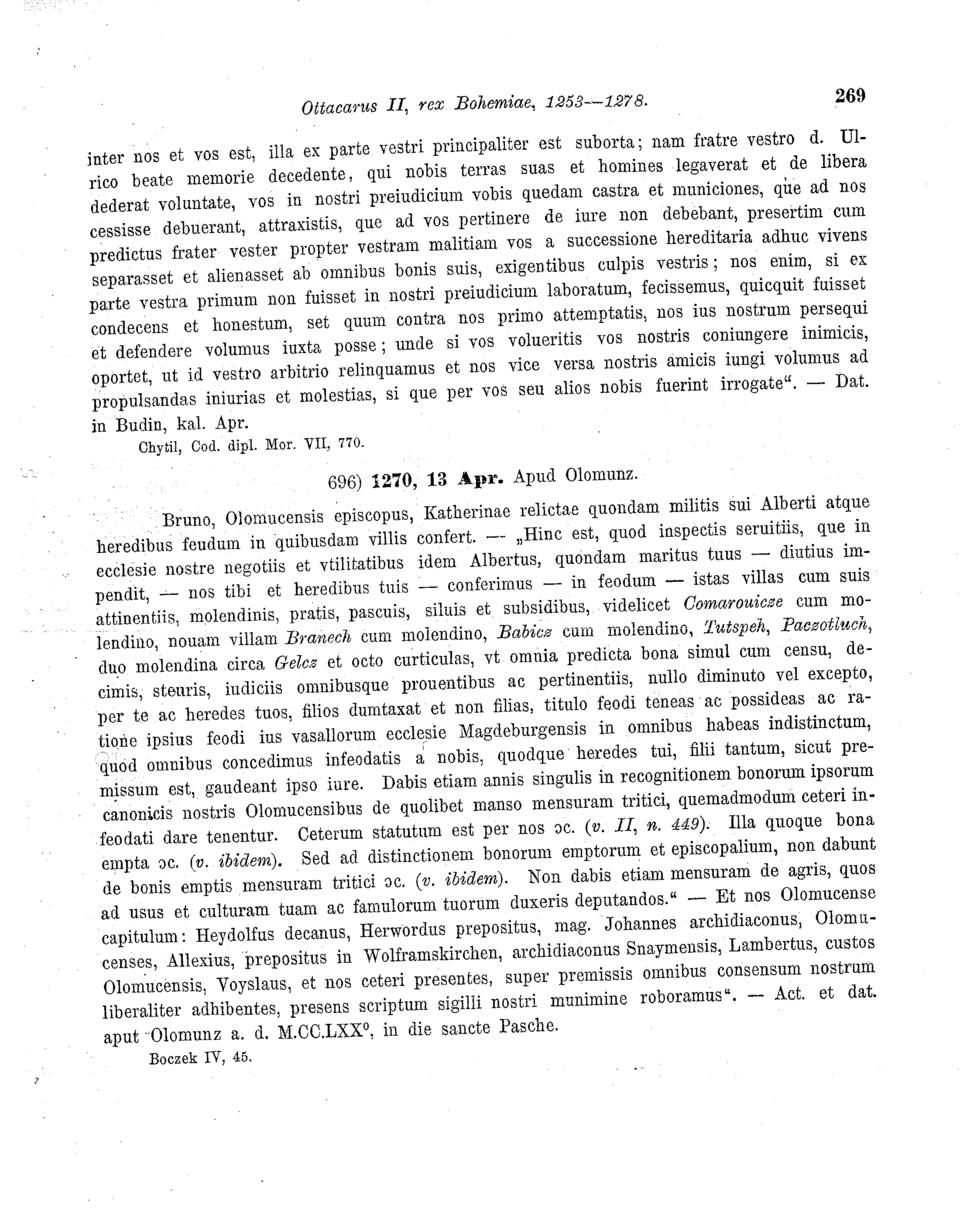 Ottacarus II, rex Bohemiae, 1253—1278. 269
inter nos et vos est, illa ex parte vestri principaliter est suborta; nam fratre vestro d. Ul-
rico beate memorie decedente, qui nobis terras suas et homines legaverat et de libera
dederat voluntate, vos in nostri preiudicium vobis quedam castra et municiones, que ad nos
cessisse debuerant, attraxistis, que ad vos pertinere de iure non debebant, presertim cum
predictus frater vester propter vestram malitiam vos a successione hereditaria adhuc vivens
separasset et alienasset ab omnibus bonis suis, exigentibus culpis vestris; nos enim, si ex
parte vestra primum non fuisset in nostri preiudicium laboratum, fecissemus, quicquit fuisset
condecens et honestum, set quum contra nos primo attemptatis, nos ius nostrum persequi
et defendere volumus iuxta posse; unde si vos volueritis vos nostris coniungere inimicis,
oportet, ut id vestro arbitrio relinquamus et nos vice versa nostris amicis iungi volumus ad
propulsandas iniurias et molestias, si que per vos seu alios nobis fuerint irrogate“. — Dat.
in Budin, kal. Apr.
Chytil, Cod. dipl. Mor. VII, 770.
696) 1270, 13 Apr. Apud Olomunz.
Bruno, Olomucensis episcopus, Katherinae relictae quondam militis sui Alberti atque
heredibus feudum in quibusdam villis confert. — „Hinc est, quod inspectis seruitiis, que in
ecclesie nostre negotiis et vtilitatibus idem Albertus, quondam maritus tuus — diutius im-
pendit, — nos tibi et heredibus tuis — conferimus — in feodum — istas villas cum suis
attinentiis, molendinis, pratis, pascuis, siluis et subsidibus, videlicet Comarouicze cum mo-
lendino, nouam villam Branech cum molendino, Babicz cum molendino, Tutspeh, Paczotluch,
duo molendina circa Gelcz et octo curticulas, vt omnia predicta bona simul cum censu, de-
cimis, steuris, iudiciis omnibusque prouentibus ac pertinentiis, nullo diminuto vel excepto,
per te ac heredes tuos, filios dumtaxat et non filias, titulo feodi teneas ac possideas ac ra-
tione ipsius feodi ius vasallorum ecclesie Magdeburgensis in omnibus habeas indistinctum,
quod omnibus concedimus infeodatis a nobis, quodque heredes tui, filii tantum, sicut pre-
missum est, gaudeant ipso iure. Dabis etiam annis singulis in recognitionem bonorum ipsorum
canonicis nostris Olomucensibus de quolibet manso mensuram tritici, quemadmodum ceteri in-
feodati dare tenentur. Ceterum statutum est per nos ɔc. (v. II, n. 449). Illa quoque bona
empta ɔc. (v. ibidem). Sed ad distinctionem bonorum emptorum et episcopalium, non dabunt
de bonis emptis mensuram tritici ɔc. (v. ibidem). Non dabis etiam mensuram de agris, quos
ad usus et culturam tuam ac famulorum tuorum duxeris deputandos.“ — Et nos Olomucense
capitulum: Heydolfus decanus, Herwordus prepositus, mag. Johannes archidiaconus, Olomu-
censes, Allexius, prepositus in Wolframskirchen, archidiaconus Snaymensis, Lambertus, custos
Olomucensis, Voyslaus, et nos ceteri presentes, super premissis omnibus consensum nostrum
liberaliter adhibentes, presens scriptum sigilli nostri munimine roboramus“. — Act. et dat.
aput Olomunz a. d. M.CC.LXX⁰, in die sancte Pasche.
Boczek IV, 45.